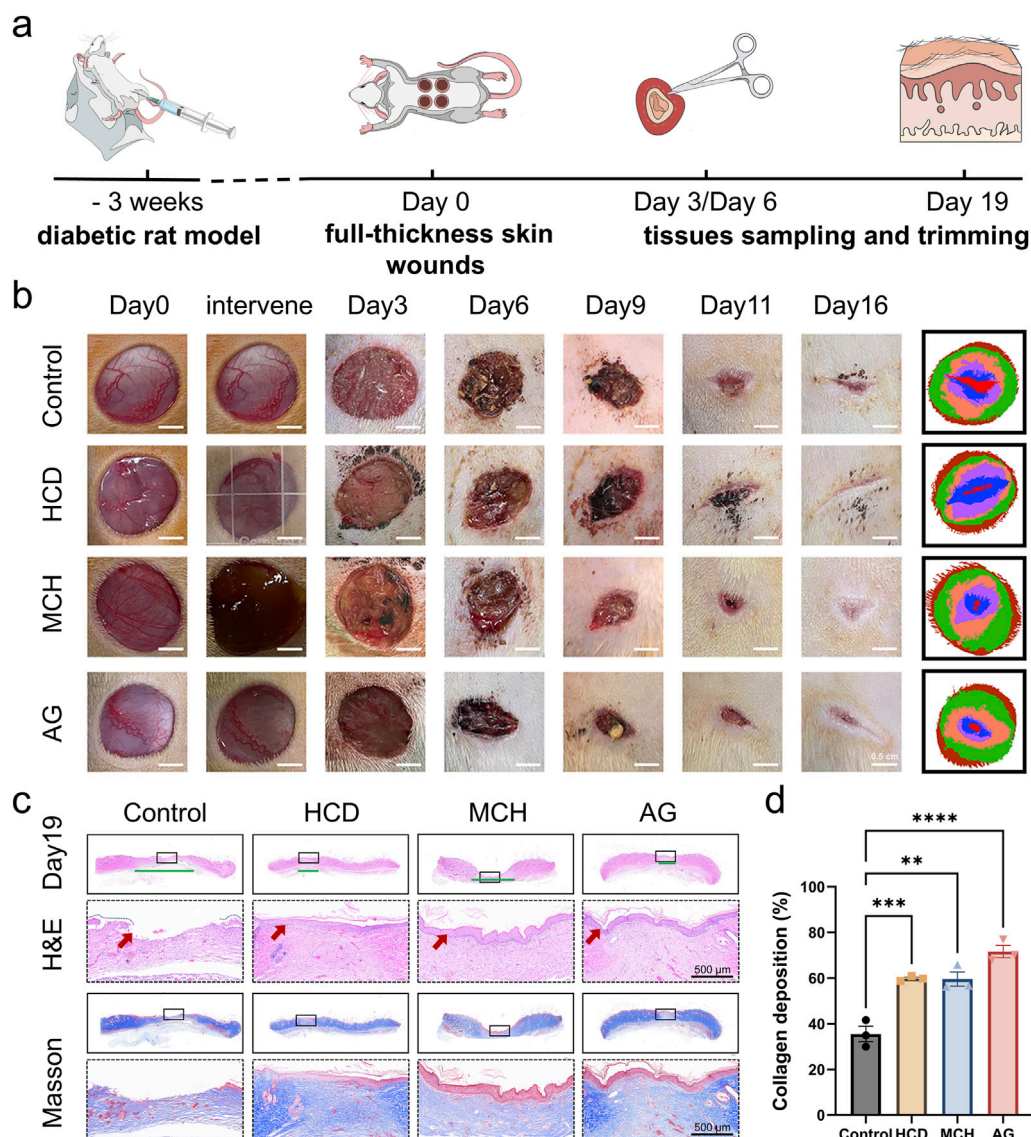 a
- 3 weeks
diabetic rat model
Day 0
full-thickness skin
wounds
Day 3/Day 6
Day 19
tissues sampling and trimming
b
Day0 intervene Day3 Day6 Day9 Day11 Day16
Control
HCD
MCH
AG
0.5 cm
c
Control HCD MCH AG
Day19
H&E
500 μm
Masson
500 μm
d
****
**
***
Collagen deposition (%)
100
80
60
40
20
0
Control HCD MCH AG